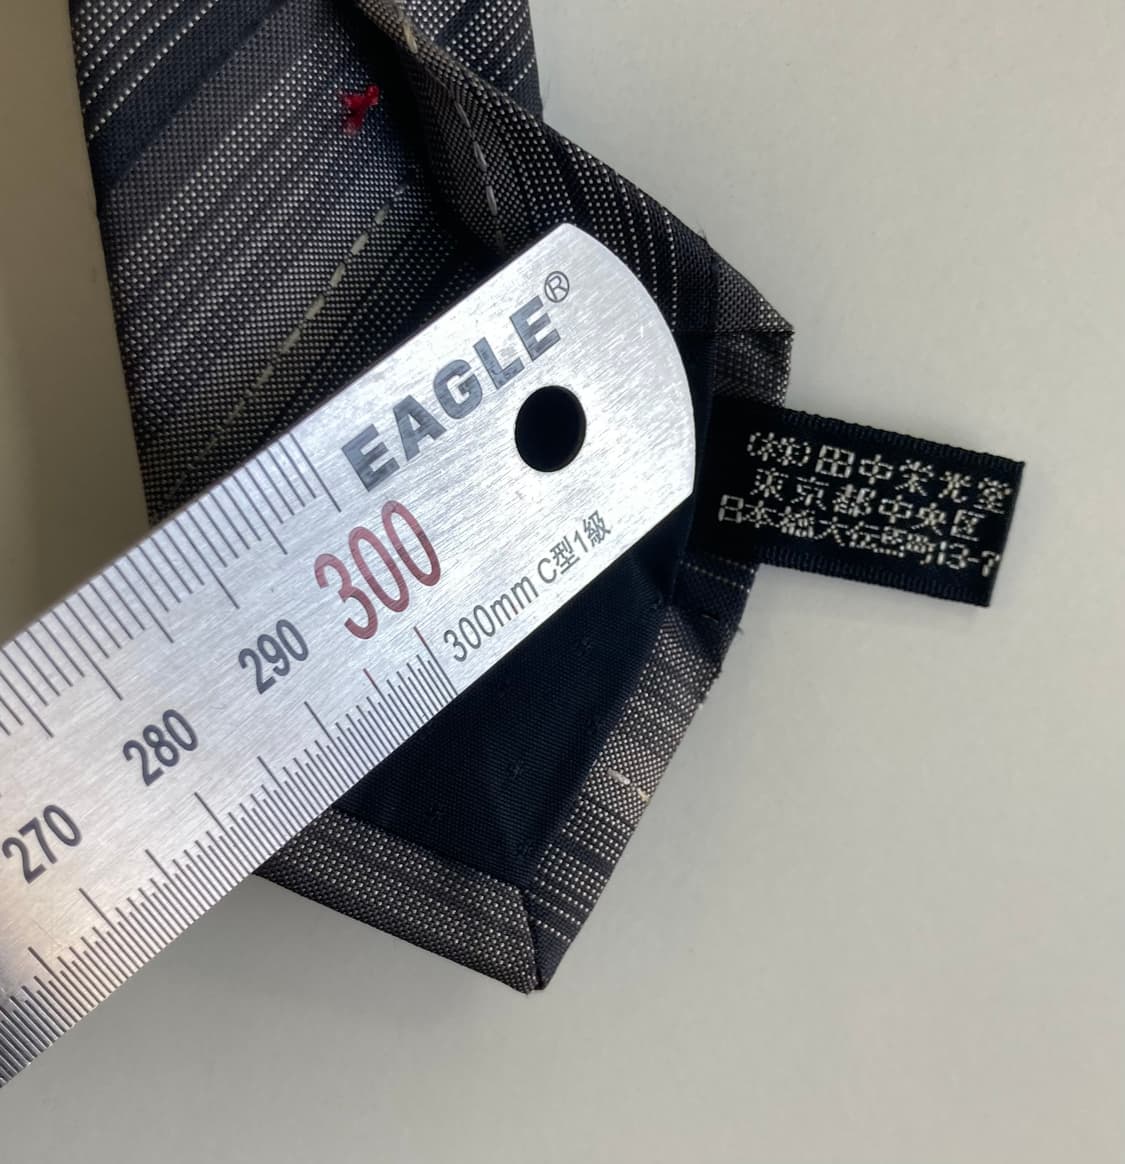 EAGLE®
300
300mm C型1級
290
280
270
(株)田中栄光堂
東京都中央区
日本橋大伝馬町13-7